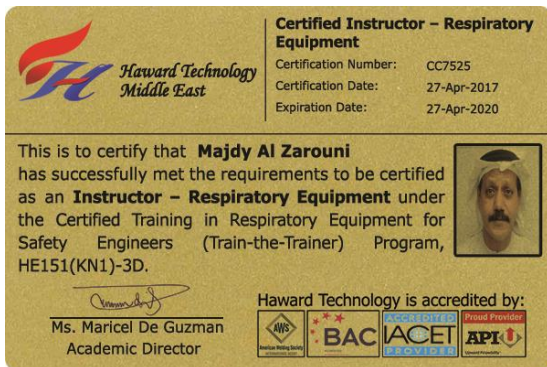 Haward Technology
Middle East
Certified Instructor – Respiratory
Equipment
Certification Number: CC7525
Certification Date: 27-Apr-2017
Expiration Date: 27-Apr-2020
This is to certify that Majdy Al Zarouni
has successfully met the requirements to be certified
as an Instructor – Respiratory Equipment under
the Certified Training in Respiratory Equipment for
Safety Engineers (Train-the-Trainer) Program,
HE151(KN1)-3D.
Ms. Maricel De Guzman
Academic Director
Haward Technology is accredited by:
AWS
American Welding Society
BAC
ACCREDITED
IACET
PROVIDER
Proud Provider
API